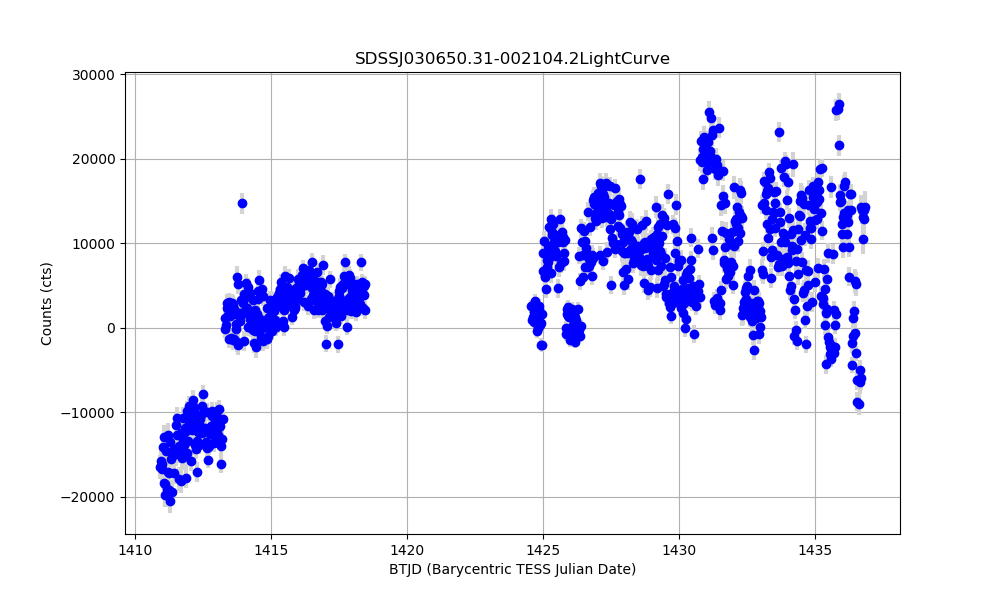 SDSSJ030650.31-002104.2LightCurve
30000
20000
10000
0
−10000
−20000
Counts (cts)
1410 1415 1420 1425 1430 1435
BTJD (Barycentric TESS Julian Date)